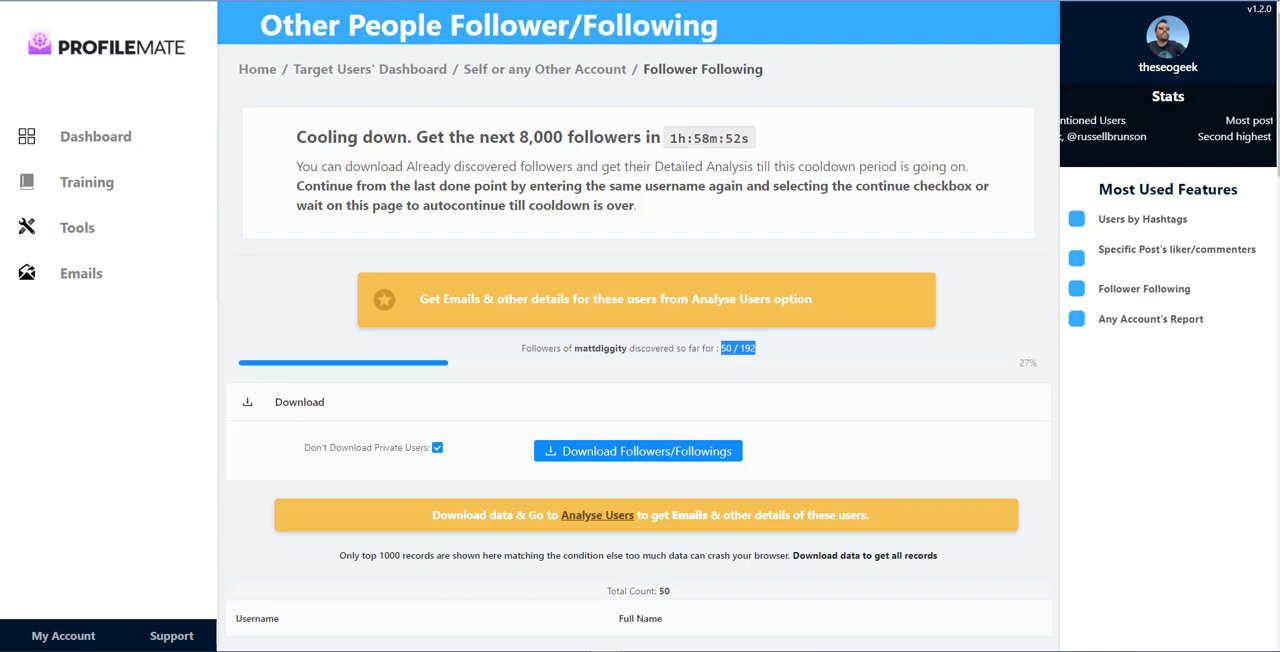 PROFILEMATE
Dashboard
Training
Tools
Emails
My Account
Support
Other People Follower/Following
Home / Target Users' Dashboard / Self or any Other Account / Follower Following
Cooling down. Get the next 8,000 followers in 1h:58m:52s
You can download Already discovered followers and get their Detailed Analysis till this cooldown period is going on.
Continue from the last done point by entering the same username again and selecting the continue checkbox or
wait on this page to autocontinue till cooldown is over.
Get Emails & other details for these users from Analyse Users option
Followers of mattdiggity discovered so far for : 50 / 192
27%
Download
Don't Download Private Users:
Download Followers/Followings
Download data & Go to Analyse Users to get Emails & other details of these users.
Only top 1000 records are shown here matching the condition else too much data can crash your browser. Download data to get all records
Total Count: 50
Username Full Name
v1.2.0
theseogeek
Stats
ntioned Users Most post
, @russellbrunson Second highest
Most Used Features
Users by Hashtags
Specific Post's liker/commenters
Follower Following
Any Account's Report